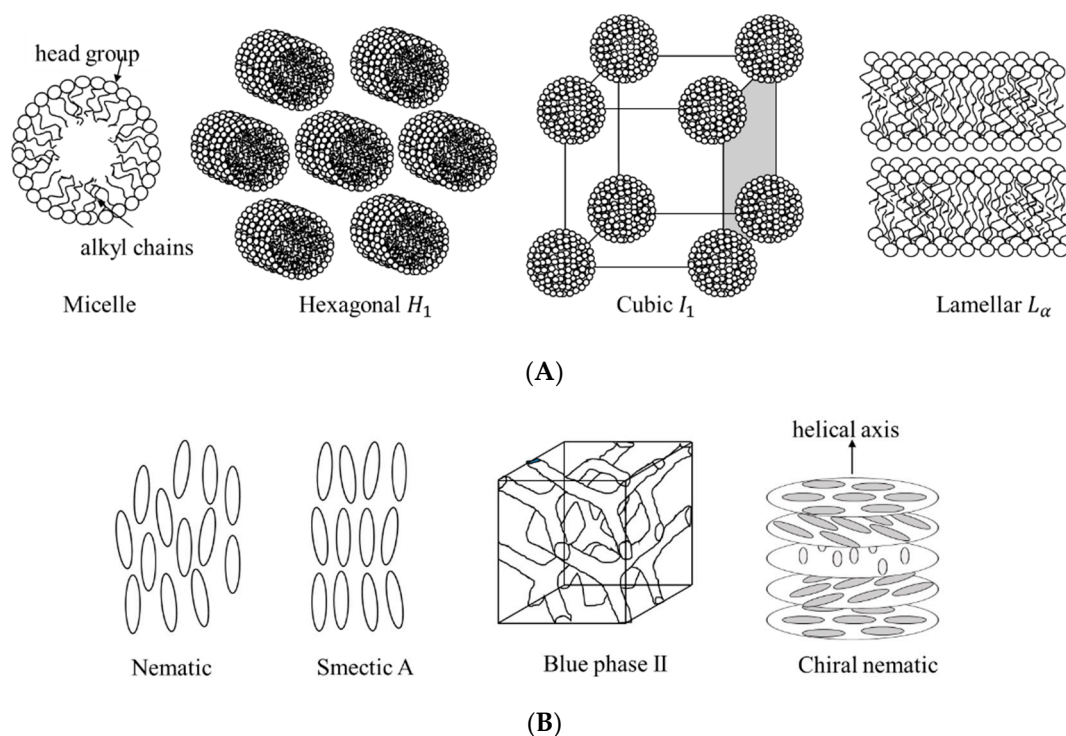 head group
alkyl chains
Micelle
Hexagonal H₁
Cubic I₁
Lamellar Lα
(A)
helical axis
Nematic
Smectic A
Blue phase II
Chiral nematic
(B)